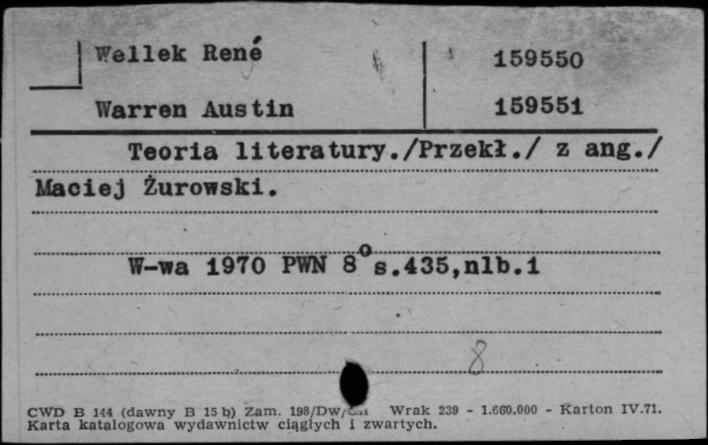 Wellek René 159550
Warren Austin 159551
Teoria literatury./Przekł./ z ang./
Maciej Żurowski.
W-wa 1970 PWN 8° s.435,nlb.1
8
CWD B 144 (dawny B 15 b) Zam. 198/Dw/ Wrak 239 - 1.660.000 - Karton IV.71.
Karta katalogowa wydawnictw ciągłych i zwartych.